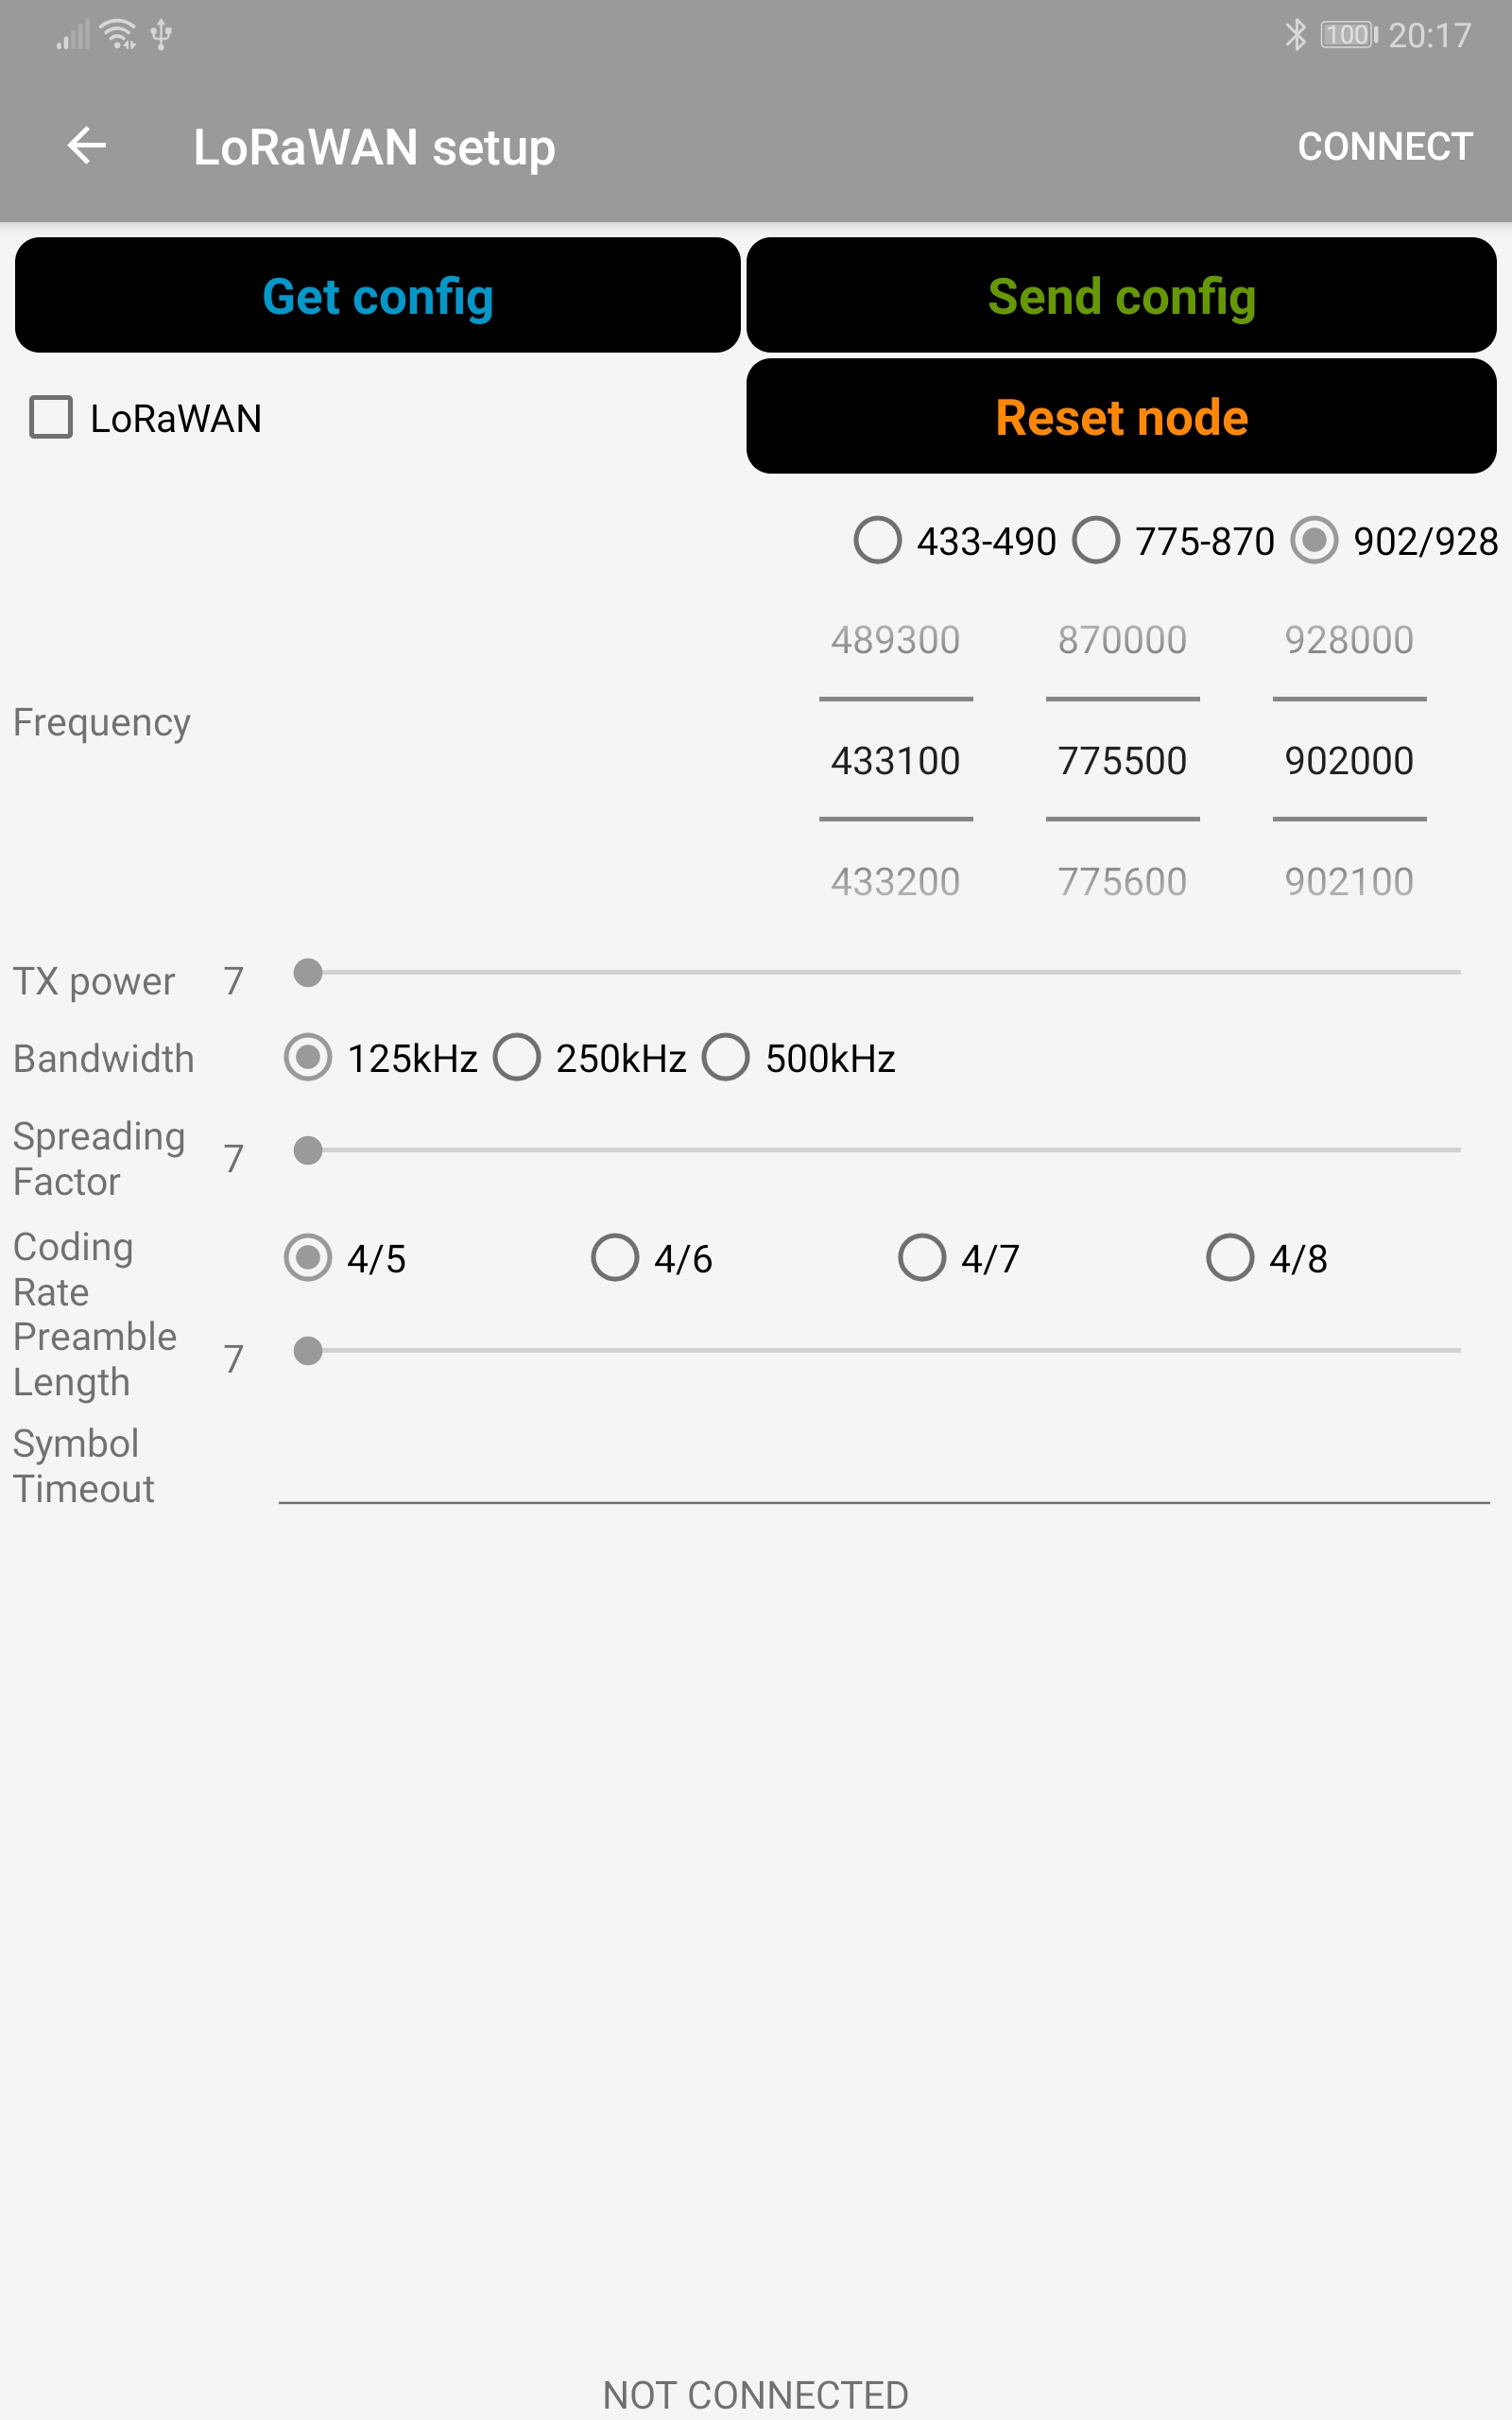 100 20:17
LoRaWAN setup CONNECT
Get config Send config
LoRaWAN Reset node
433-490 775-870 902/928
489300 870000 928000
Frequency
433100 775500 902000
433200 775600 902100
TX power 7
Bandwidth 125kHz 250kHz 500kHz
Spreading
Factor
7
Coding
Rate
4/5 4/6 4/7 4/8
Preamble
Length
7
Symbol
Timeout
NOT CONNECTED